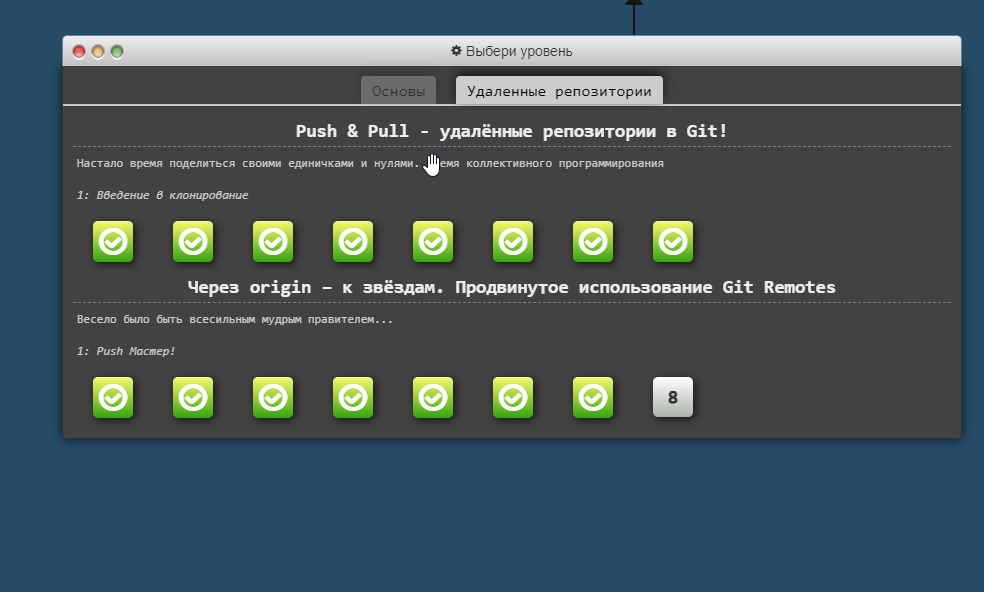 Выбери уровень
Основы
Удаленные репозитории
Push & Pull - удалённые репозитории в Git!
Настало время поделиться своими единичками и нулями. коллективного программирования
1: Введение в клонирование
Через origin – к звёздам. Продвинутое использование Git Remotes
Весело было быть всесильным мудрым правителем...
1: Push Мастер!
8